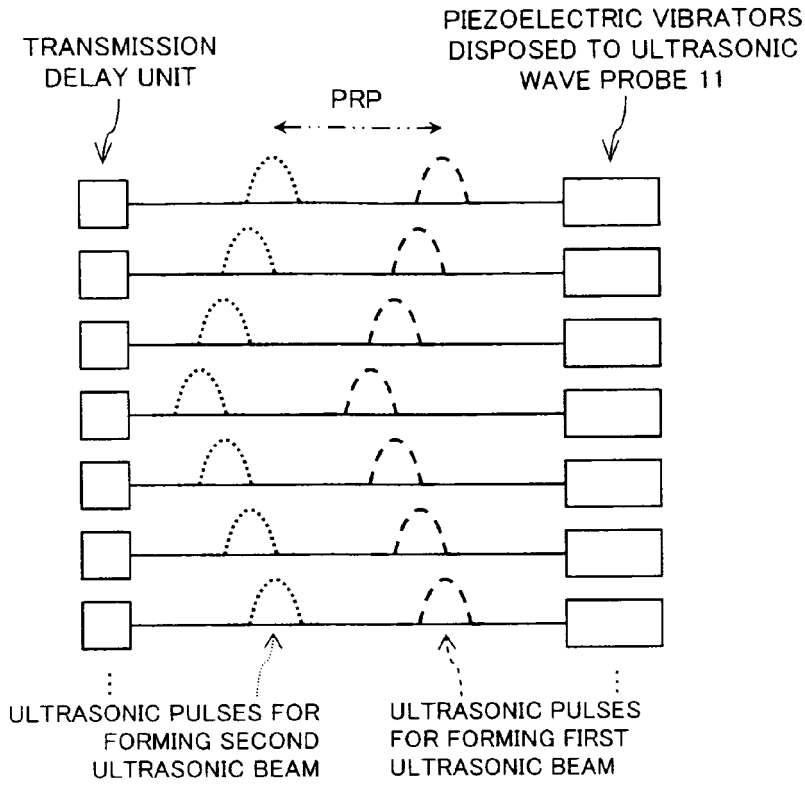 TRANSMISSION
DELAY UNIT
PIEZOELECTRIC VIBRATORS
DISPOSED TO ULTRASONIC
WAVE PROBE 11
PRP
ULTRASONIC PULSES FOR
FORMING SECOND
ULTRASONIC BEAM
ULTRASONIC PULSES
FOR FORMING FIRST
ULTRASONIC BEAM